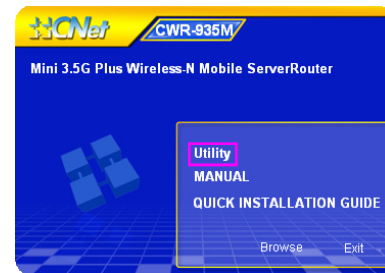 CNet
CWR-935M
Mini 3.5G Plus Wireless-N Mobile ServerRouter
Utility
MANUAL
QUICK INSTALLATION GUIDE
Browse Exit